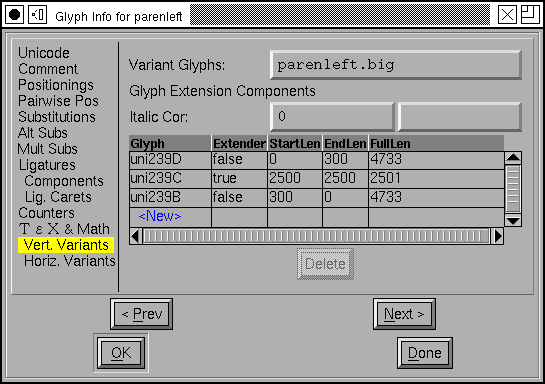 Glyph Info for parenleft
Unicode
Comment
Positionings
Pairwise Pos
Substitutions
Alt Subs
Mult Subs
Ligatures
Components
Lig. Carets
Counters
T ε X & Math
Vert. Variants
Horiz. Variants
Variant Glyphs: parenleft.big
Glyph Extension Components
Italic Cor: 0
Glyph Extender StartLen EndLen FullLen
uni239D false 0 300 4733
uni239C true 2500 2500 2501
uni239B false 300 0 4733
<New>
Delete
< Prev Next >
OK Done